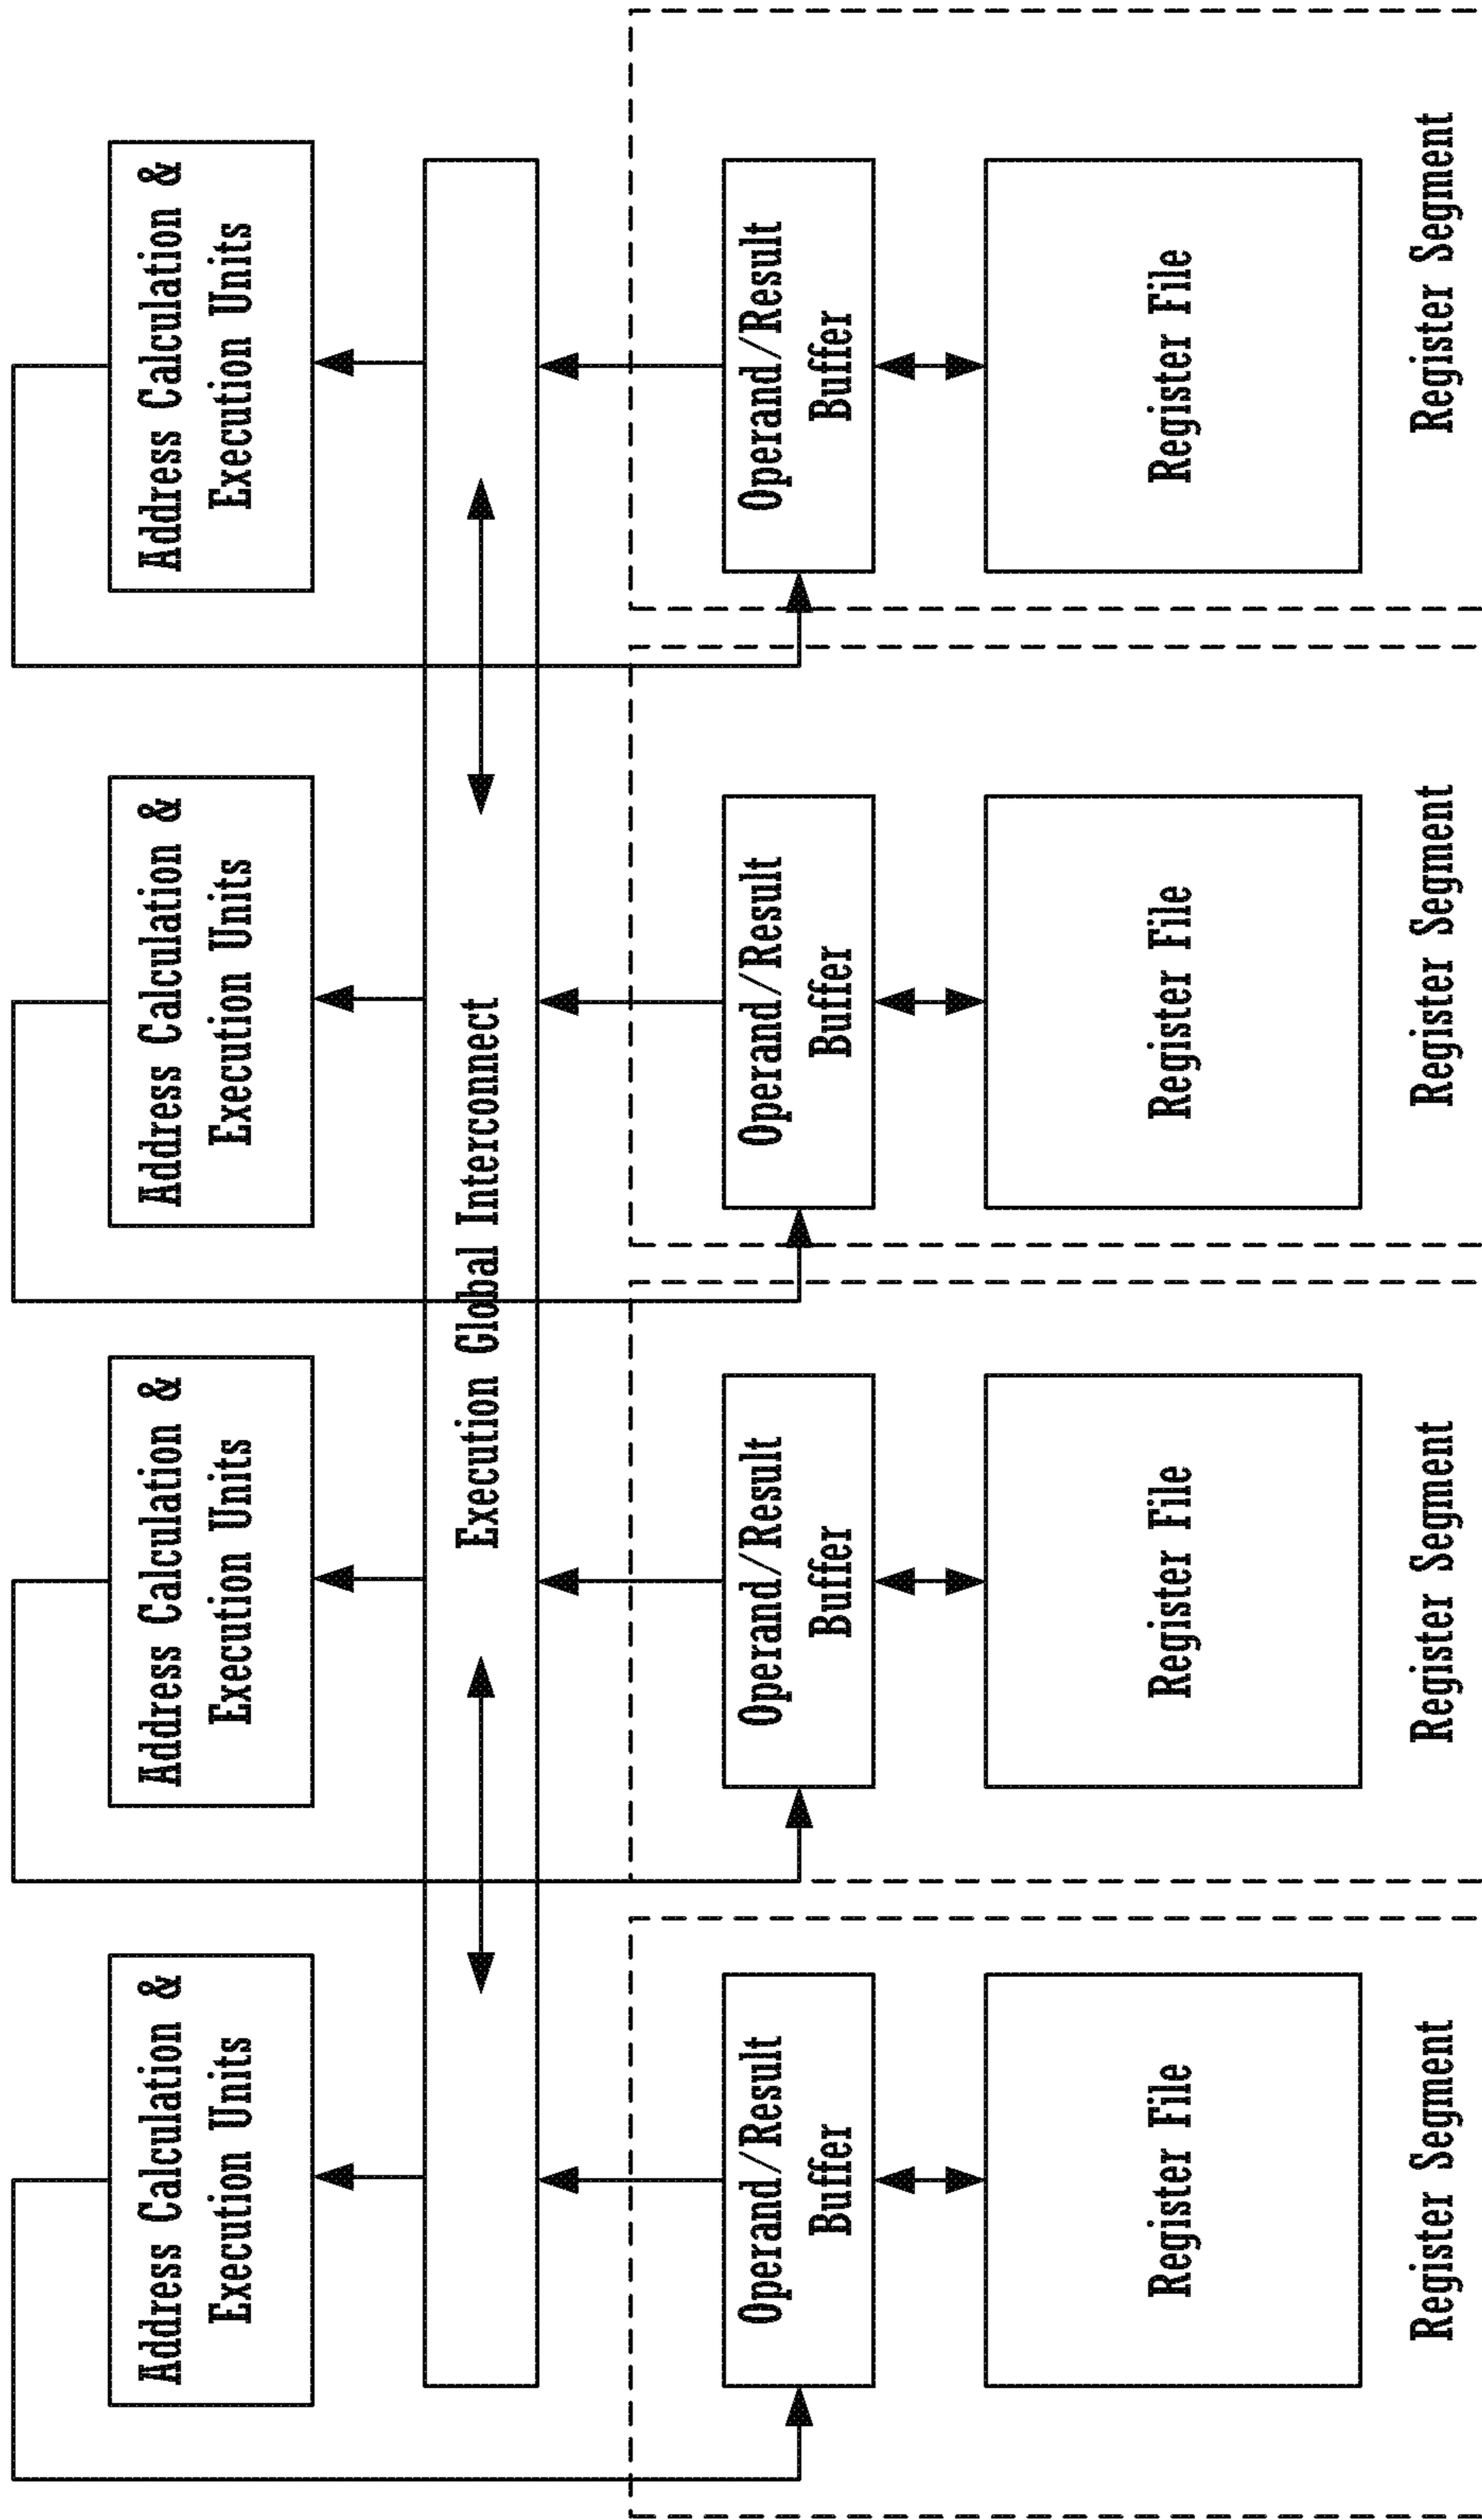 Address Calculation &
Execution Units
Address Calculation &
Execution Units
Address Calculation &
Execution Units
Address Calculation &
Execution Units
Execution Global Interconnect
Operand/Result
Buffer
Operand/Result
Buffer
Operand/Result
Buffer
Operand/Result
Buffer
Register File
Register File
Register File
Register File
Register Segment
Register Segment
Register Segment
Register Segment